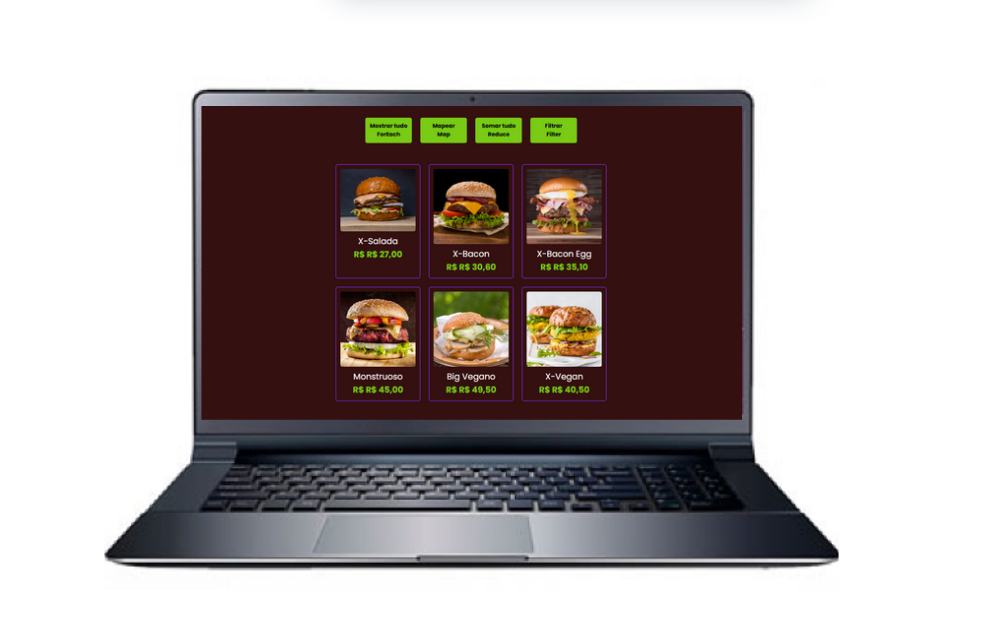 Mostrar tudo
ForEach
Mapear
Map
Somar tudo
Reduce
Filtrar
Filter
X-Salada
R$ R$ 27,00
X-Bacon
R$ R$ 30,60
X-Bacon Egg
R$ R$ 35,10
Monstruoso
R$ R$ 45,00
Big Vegano
R$ R$ 49,50
X-Vegan
R$ R$ 40,50